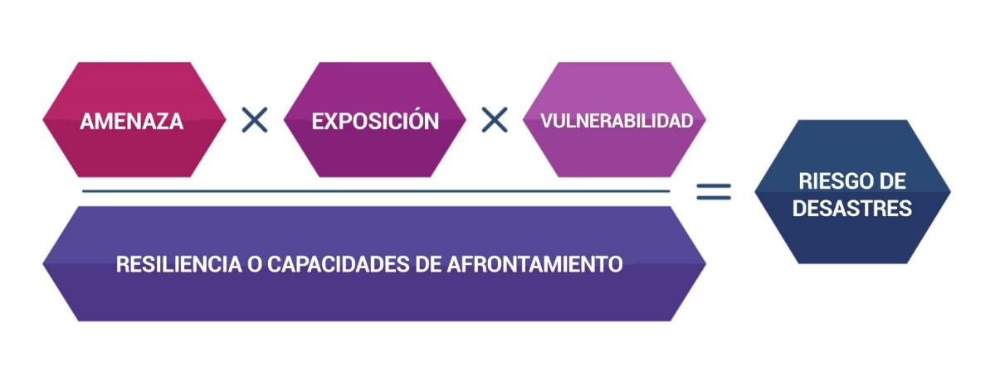 AMENAZA × EXPOSICIÓN × VULNERABILIDAD
=
RESILIENCIA O CAPACIDADES DE AFRONTAMIENTO
RIESGO DE
DESASTRES